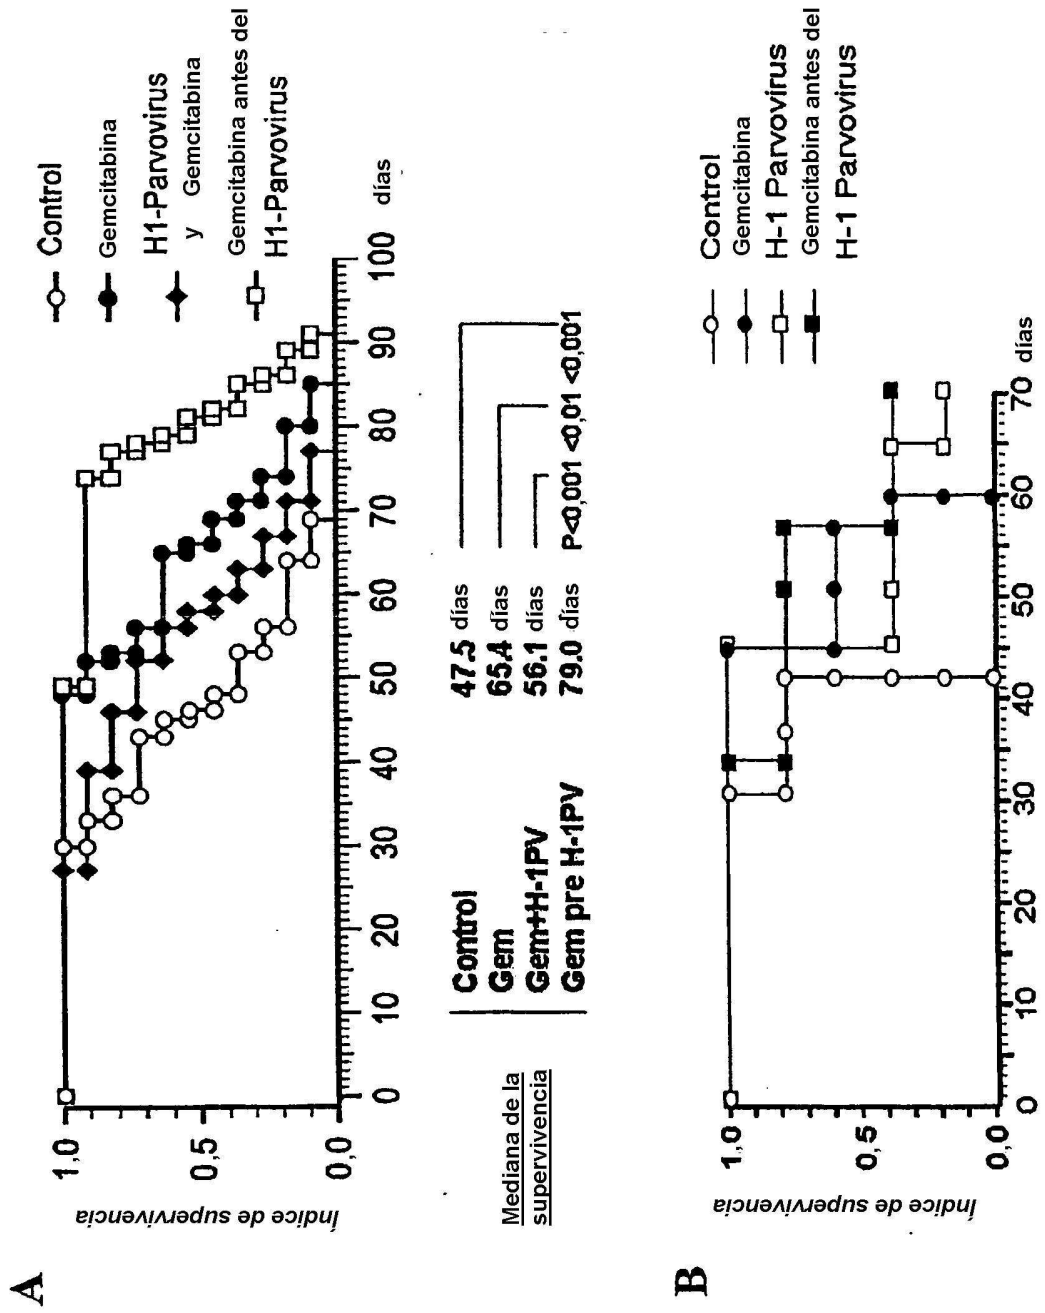 A
Índice de supervivencia
1,0
0,5
0,0
0 10 20 30 40 50 60 70 80 90 100 días
Control
Gemcitabina
H1-Parvovirus
y Gemcitabina
Gemcitabina antes del
H1-Parvovirus
Mediana de la
supervivencia
Control 47.5 días
Gem 65.4 días
Gem+H-1PV 56.1 días
Gem pre H-1PV 79.0 días P<0,001 <0,01 <0,001
B
Índice de supervivencia
1,0
0,5
0,0
0 10 20 30 40 50 60 70 días
Control
Gemcitabina
H-1 Parvovirus
Gemcitabina antes del
H-1 Parvovirus